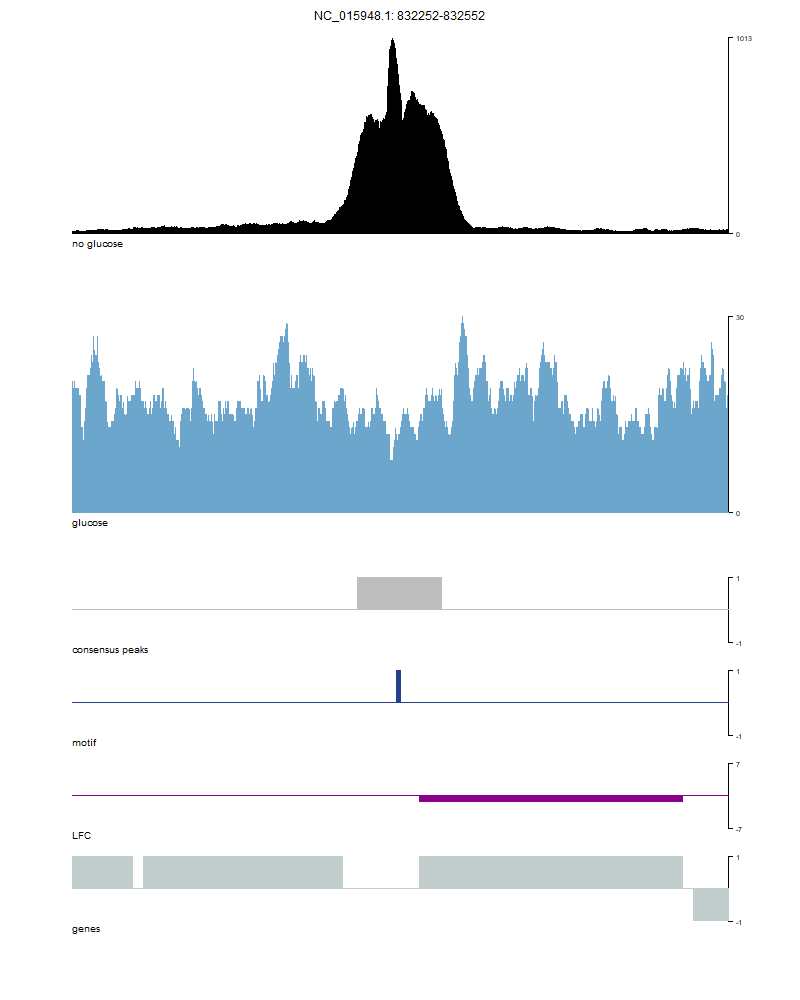 NC_015948.1: 832252-832552
1013
0
no glucose
30
0
glucose
1
-1
consensus peaks
1
-1
motif
7
-7
LFC
1
-1
genes